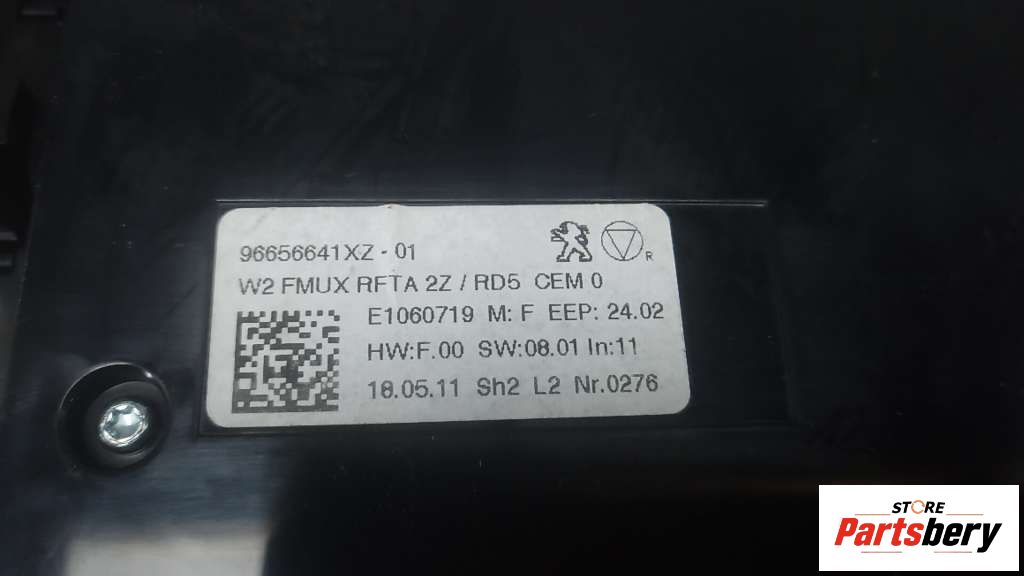 96656641XZ - 01
W2 FMUX RFTA 2Z / RD5 CEM 0
E1060719 M: F EEP: 24.02
HW:F.00 SW:08.01 In:11
18.05.11 Sh2 L2 Nr.0276
R
STORE
Partsbery